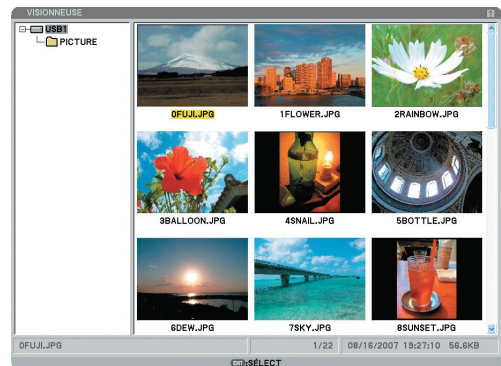 VISIONNEUSE ?
USB1
PICTURE
0FUJI.JPG 1FLOWER.JPG 2RAINBOW.JPG
3BALLOON.JPG 4SNAIL.JPG 5BOTTLE.JPG
6DEW.JPG 7SKY.JPG 8SUNSET.JPG
0FUJI.JPG 1/22 08/16/2007 19:27:10 56.6KB
EXIT:SÉLECT